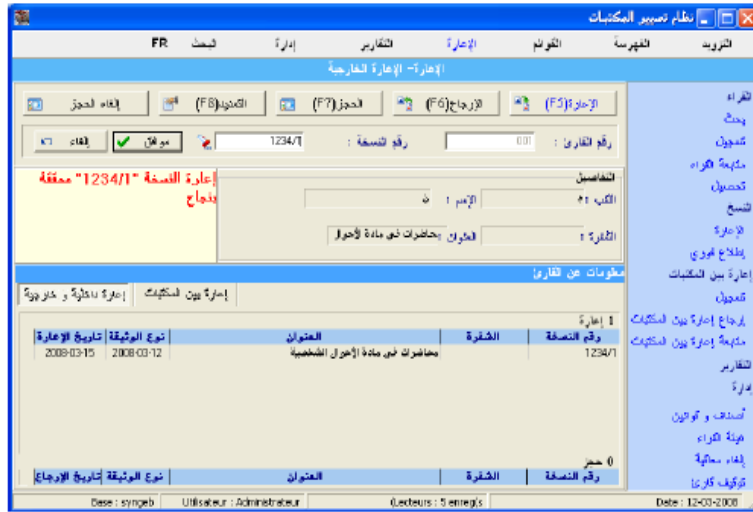 نظام تسيير المكتبات
التزويد الفهرسة القوائم الإعارة التقارير إدارة البحث FR
الإعارة- الإعارة الخارجية
الإعارة(F5) الإرجاع(F6) الحجز(F7) التمديد(F8) إلغاء الحجز
رقم القارئ : 001 رقم النسخة : 1234/1 موافق إلغاء
إعارة النسخة "1234/1" محققة
بنجاح
التفاصيل
اللقب : الإسم :
الشفرة : العنوان : محاضرات في مادة الأحوال
معلومات عن القارئ
إعارة بين المكتبات إعارة داخلية و خارجية
1 إعارة
رقم النسخة الشفرة العنوان نوع الوثيقة تاريخ الإعارة
1234/1 محاضرات في مادة الأحوال الشخصية 2008-03-12 2008-03-15
0 حجز
رقم النسخة الشفرة العنوان نوع الوثيقة تاريخ الإرجاع
القراء
بحث
تسجيل
متابعة القراء
تحصيل
النسخ
الإعارة
إطلاع فوري
إعارة بين المكتبات
تسجيل
إرجاع إعارة بين المكتبات
متابعة إعارة بين المكتبات
التقارير
إدارة
أصناف و قوانين
فئة القراء
إلغاء معاقبة
توقيف قارئ
Base : syngeb Utilisateur : Administrateur (Lecteurs : 5 enreg(s Date : 12-03-2008